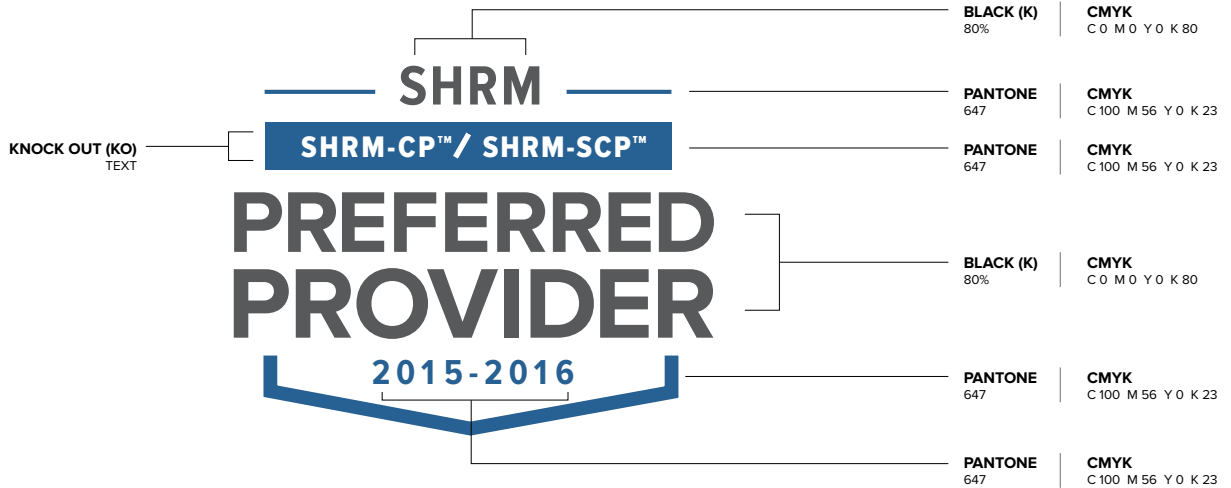 BLACK (K) CMYK
80% C 0 M 0 Y 0 K 80
SHRM
PANTONE CMYK
647 C 100 M 56 Y 0 K 23
KNOCK OUT (KO)
TEXT
SHRM-CP™/ SHRM-SCP™
PANTONE CMYK
647 C 100 M 56 Y 0 K 23
PREFERRED
PROVIDER
BLACK (K) CMYK
80% C 0 M 0 Y 0 K 80
2015-2016
PANTONE CMYK
647 C 100 M 56 Y 0 K 23
PANTONE CMYK
647 C 100 M 56 Y 0 K 23